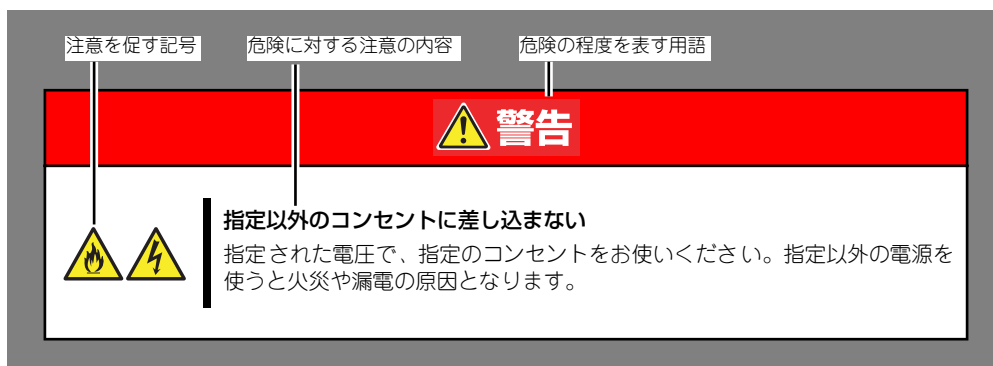 注意を促す記号
危険に対する注意の内容
危険の程度を表す用語
警告
指定以外のコンセントに差し込まない
指定された電圧で、指定のコンセントをお使いください。指定以外の電源を
使うと火災や漏電の原因となります。